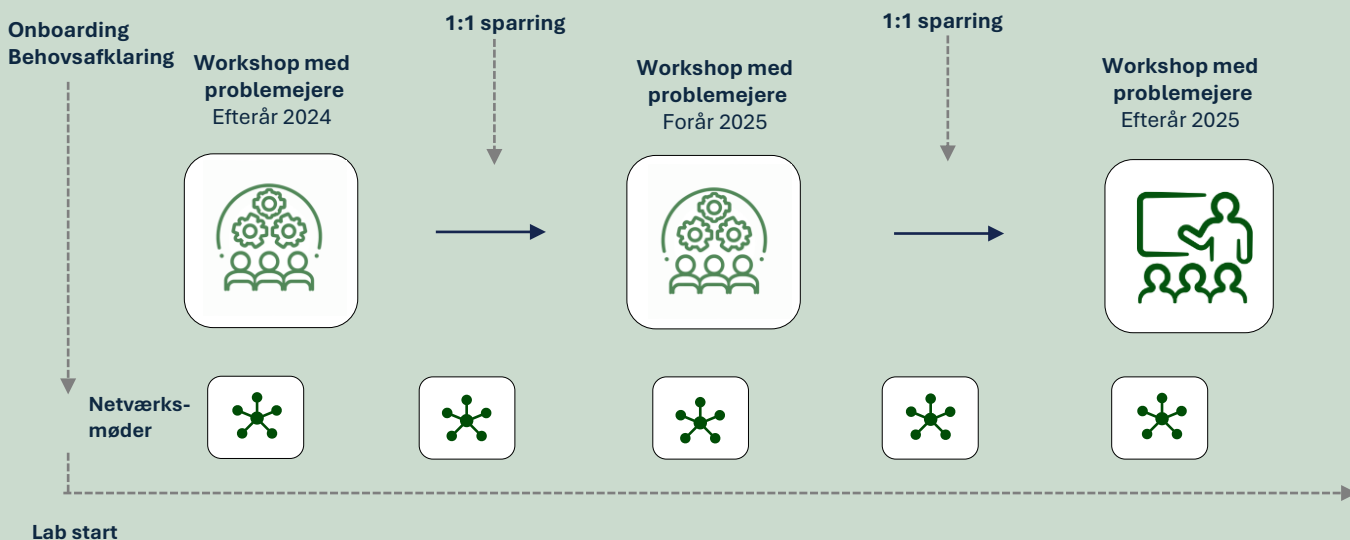 Onboarding
Behovsafklaring
Workshop med
problemejere
Efterår 2024
1:1 sparring
Workshop med
problemejere
Forår 2025
1:1 sparring
Workshop med
problemejere
Efterår 2025
Netværks-
møder
Lab start